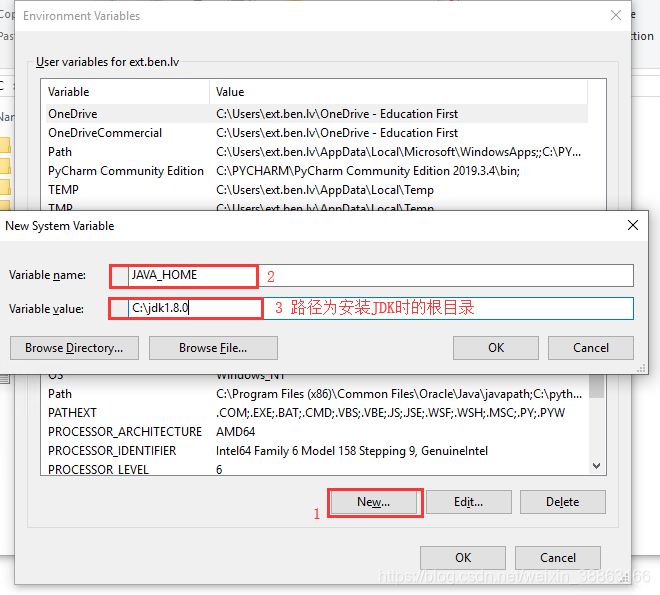 Cop
Environment Variables
e
Pas
ction
User variables for ext.ben.lv
C
Variable Value
Nar
OneDrive C:\Users\ext.ben.lv\OneDrive - Education First
OneDriveCommercial C:\Users\ext.ben.lv\OneDrive - Education First
Path C:\Users\ext.ben.lv\AppData\Local\Microsoft\WindowsApps;;C:\PY...
PyCharm Community Edition C:\PYCHARM\PyCharm Community Edition 2019.3.4\bin;
TEMP C:\Users\ext.ben.lv\AppData\Local\Temp
TMP C:\Users\ext.ben.lv\AppData\Local\Temp
New System Variable
Variable name: JAVA_HOME 2
Variable value: C:\jdk1.8.0 3 路径为安装JDK时的根目录
Browse Directory... Browse File... OK Cancel
OS Windows_NT
Path C:\Program Files (x86)\Common Files\Oracle\Java\javapath;C:\pyth...
PATHEXT .COM;.EXE;.BAT;.CMD;.VBS;.VBE;.JS;.JSE;.WSF;.WSH;.MSC;.PY;.PYW
PROCESSOR_ARCHITECTURE AMD64
PROCESSOR_IDENTIFIER Intel64 Family 6 Model 158 Stepping 9, GenuineIntel
PROCESSOR_LEVEL 6
1 New... Edit... Delete
OK Cancel
https://blog.csdn.net/weixin_38863466